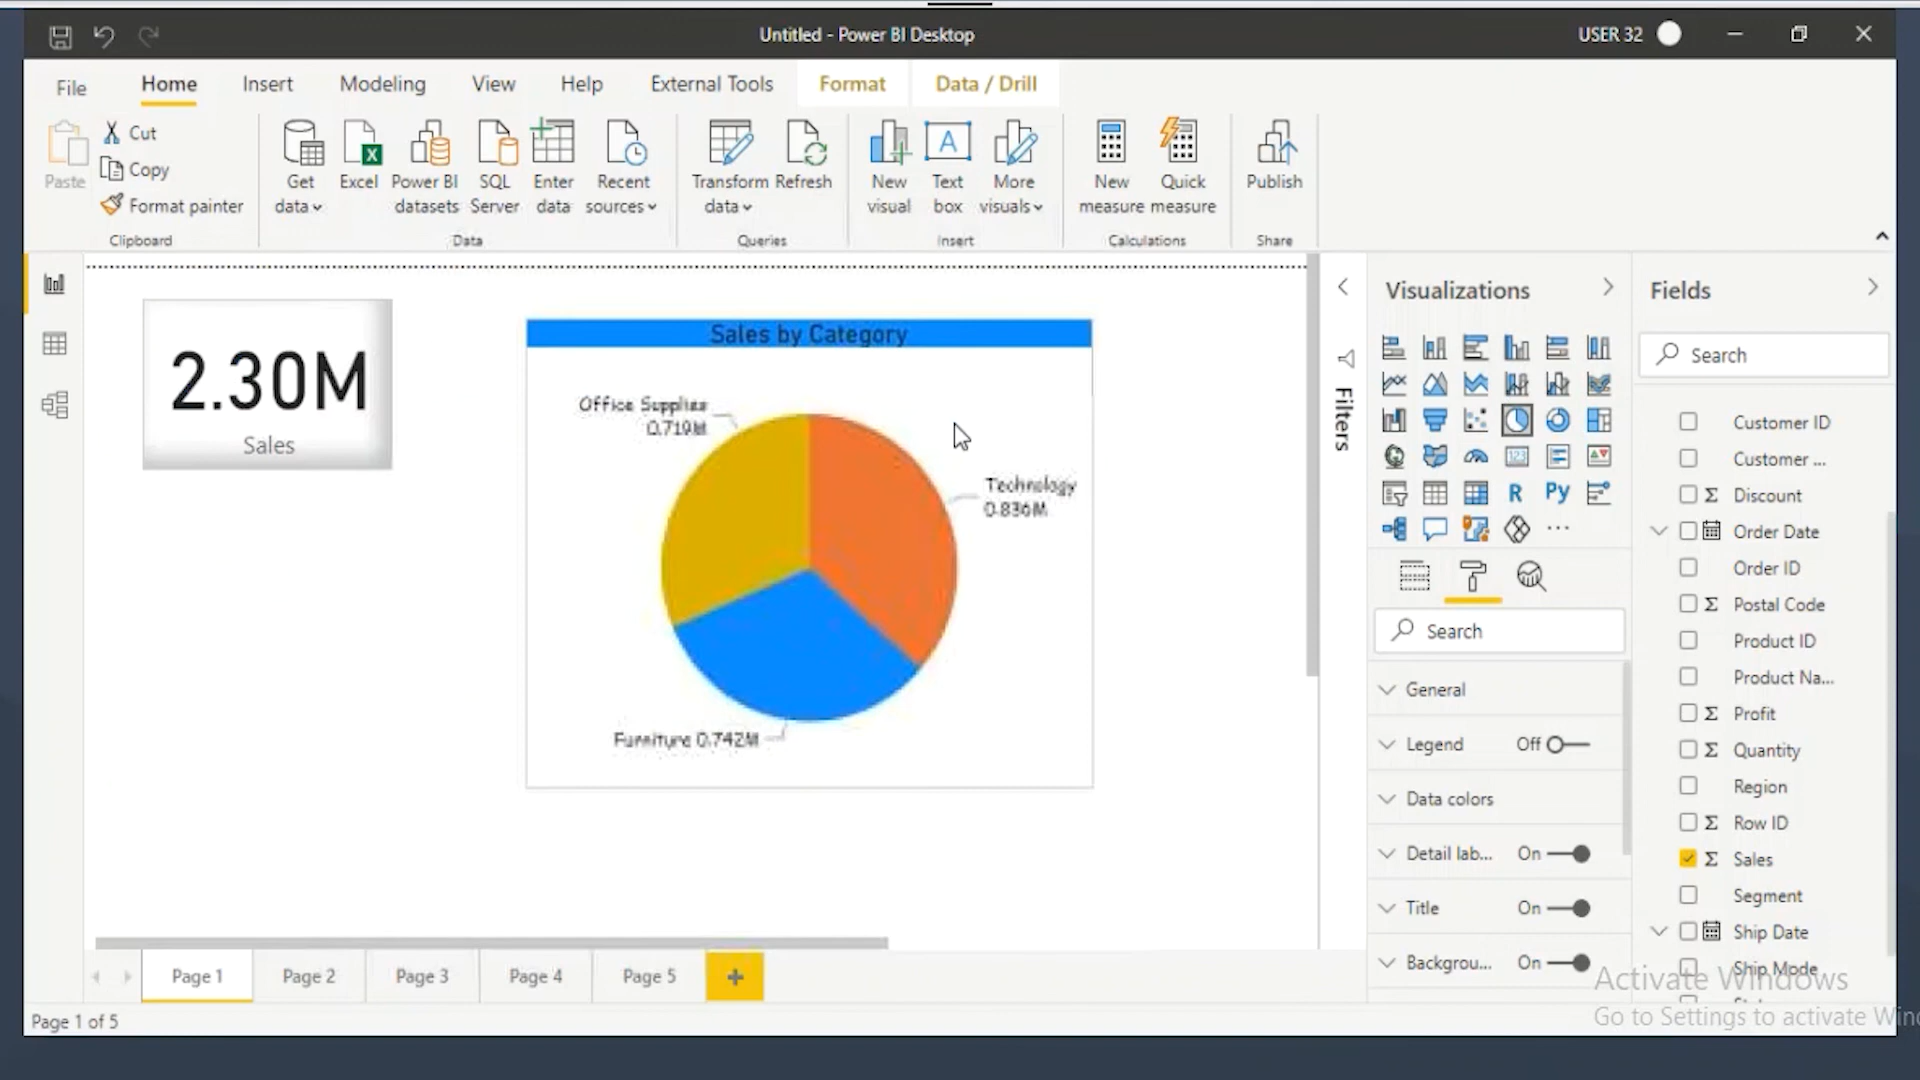 Untitled - Power BI Desktop
USER 32
File
Home
Insert
Modeling
View
Help
External Tools
Format
Data / Drill
Paste
Cut
Copy
Format painter
Clipboard
Get data
Excel
Power BI datasets
SQL Server
Enter data
Recent sources
Data
Transform data
Refresh
Queries
New visual
A
Text box
More visuals
Insert
New measure
Quick measure
Calculations
Publish
Share
2.30M
Sales
Sales by Category
Office Supplies
0.719M
Technology
0.836M
Furniture 0.742M
Filters
Visualizations
123
R
Py
...
Search
General
Legend Off
Data colors
Detail lab... On
Title On
Backgrou... On
Fields
Search
Customer ID
Customer ...
Σ Discount
Order Date
Order ID
Σ Postal Code
Product ID
Product Na...
Σ Profit
Σ Quantity
Region
Σ Row ID
Σ Sales
Segment
Ship Date
Ship Mode
Activate Windows
Go to Settings to activate Win
Page 1
Page 2
Page 3
Page 4
Page 5
+
Page 1 of 5